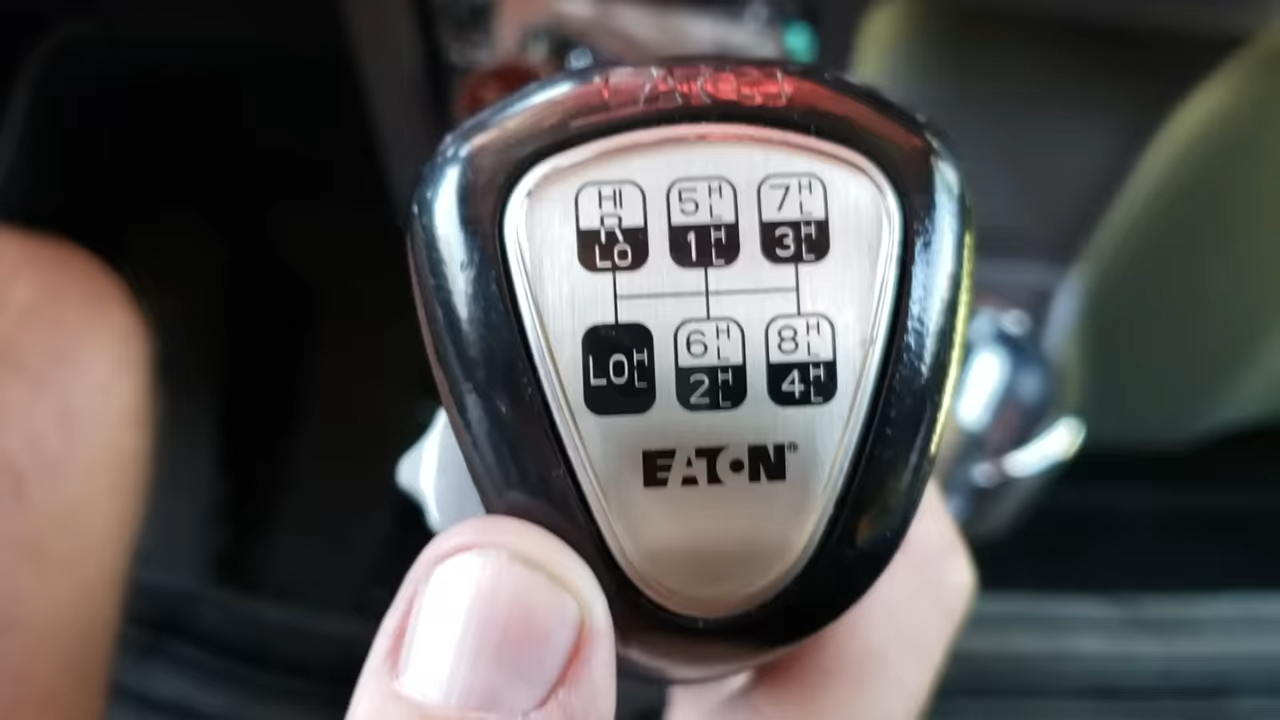 HI 5 H L 7 H L
R
LO 1 H L 3 H L
LO H L 6 H L 8 H L
2 H L 4 H L
EATON®